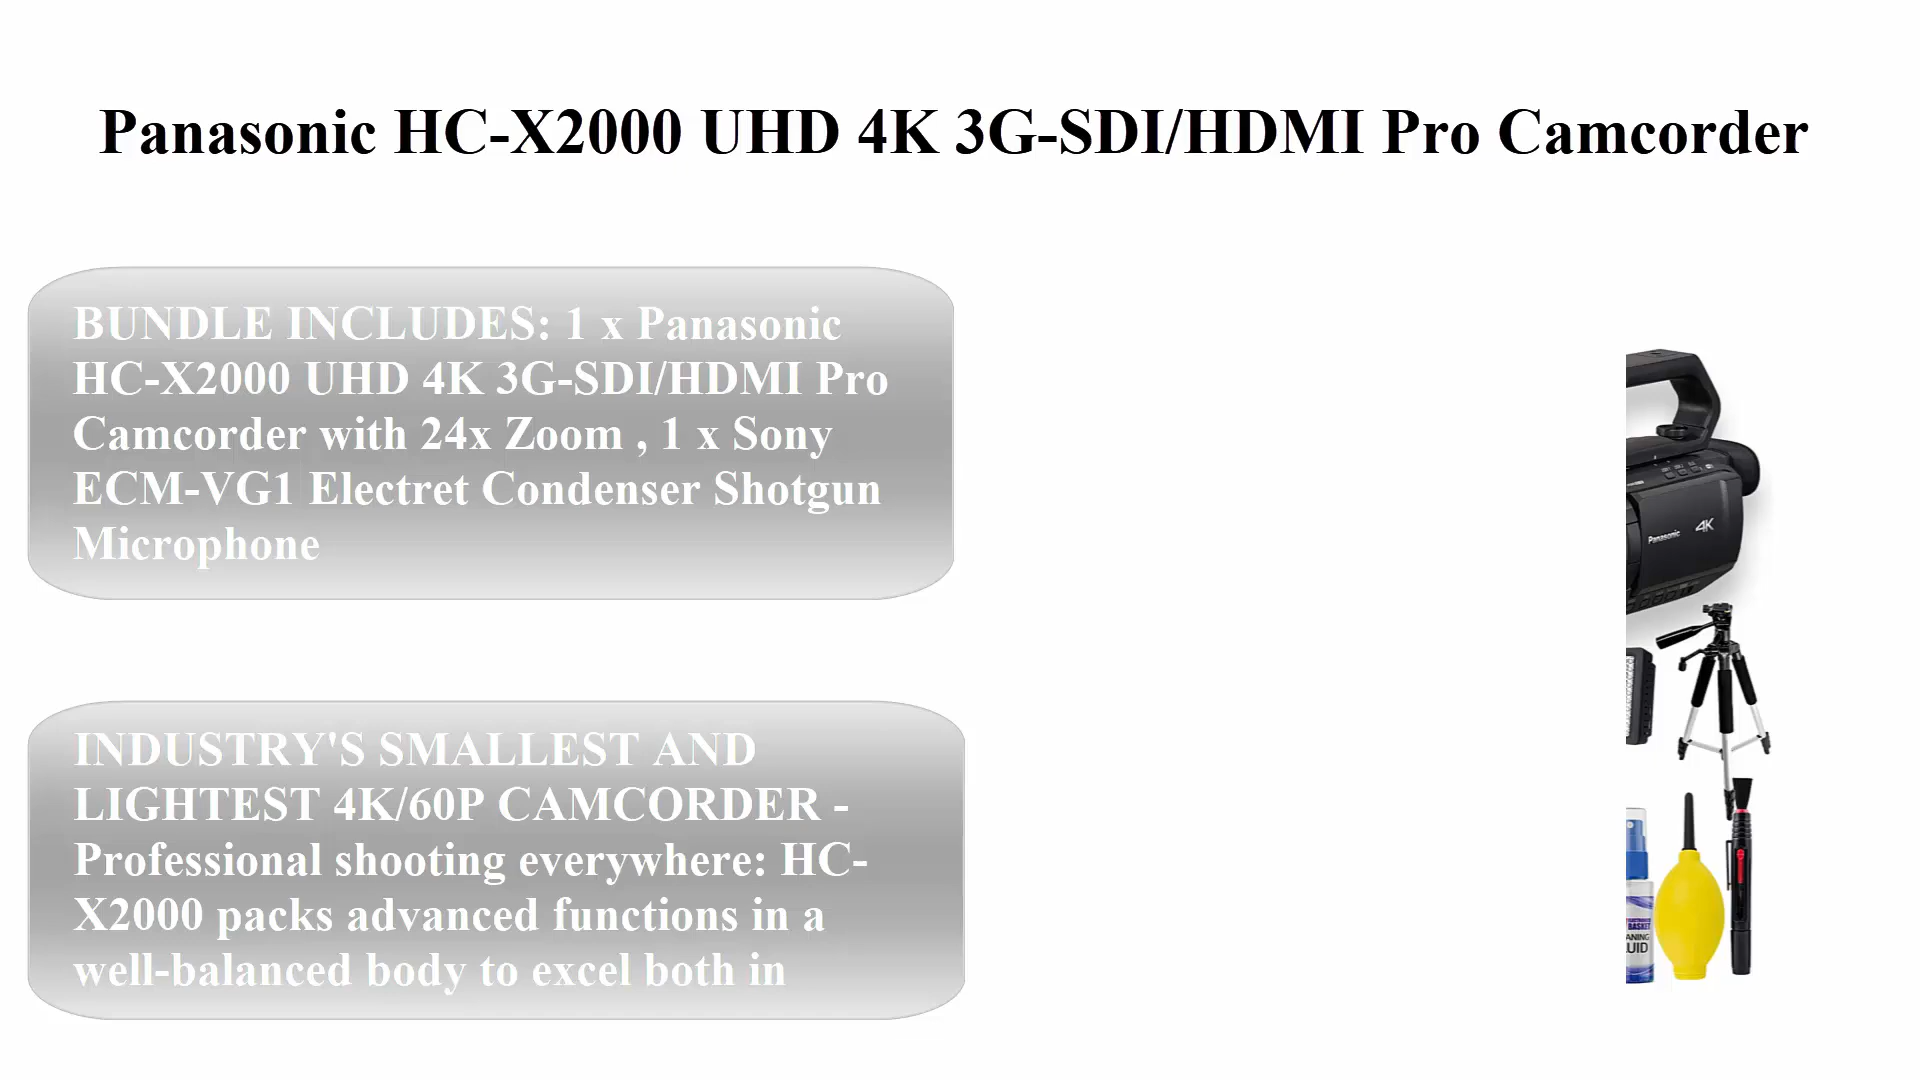 Panasonic HC-X2000 UHD 4K 3G-SDI/HDMI Pro Camcorder
BUNDLE INCLUDES: 1 x Panasonic
HC-X2000 UHD 4K 3G-SDI/HDMI Pro
Camcorder with 24x Zoom , 1 x Sony
ECM-VG1 Electret Condenser Shotgun
Microphone
INDUSTRY'S SMALLEST AND
LIGHTEST 4K/60P CAMCORDER -
Professional shooting everywhere: HC-
X2000 packs advanced functions in a
well-balanced body to excel both in
Panasonic 4K
BASKET
ANING
UID